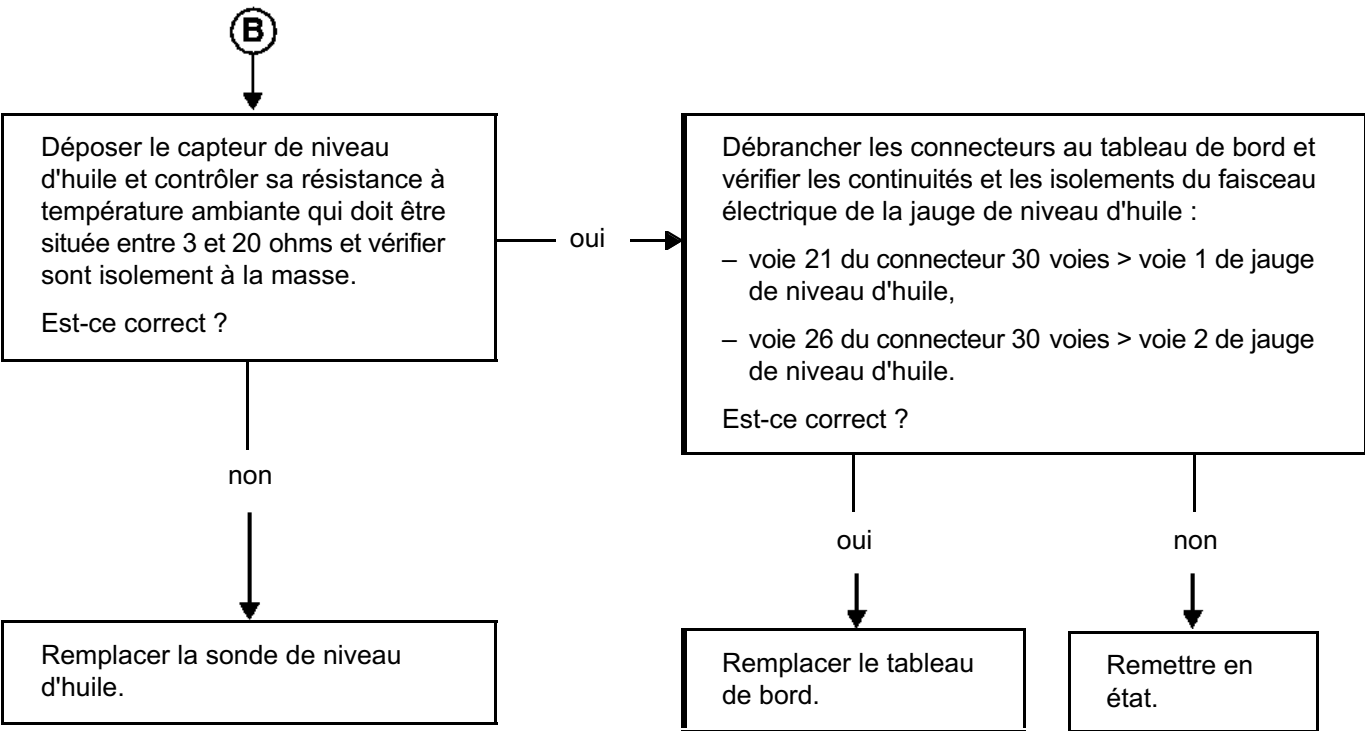 B
Déposer le capteur de niveau
d'huile et contrôler sa résistance à
température ambiante qui doit être
située entre 3 et 20 ohms et vérifier
sont isolement à la masse.
Est-ce correct ?
oui
Débrancher les connecteurs au tableau de bord et
vérifier les continuités et les isolements du faisceau
électrique de la jauge de niveau d'huile :
– voie 21 du connecteur 30 voies > voie 1 de jauge
de niveau d'huile,
– voie 26 du connecteur 30 voies > voie 2 de jauge
de niveau d'huile.
Est-ce correct ?
non
oui
non
Remplacer la sonde de niveau
d'huile.
Remplacer le tableau
de bord.
Remettre en
état.